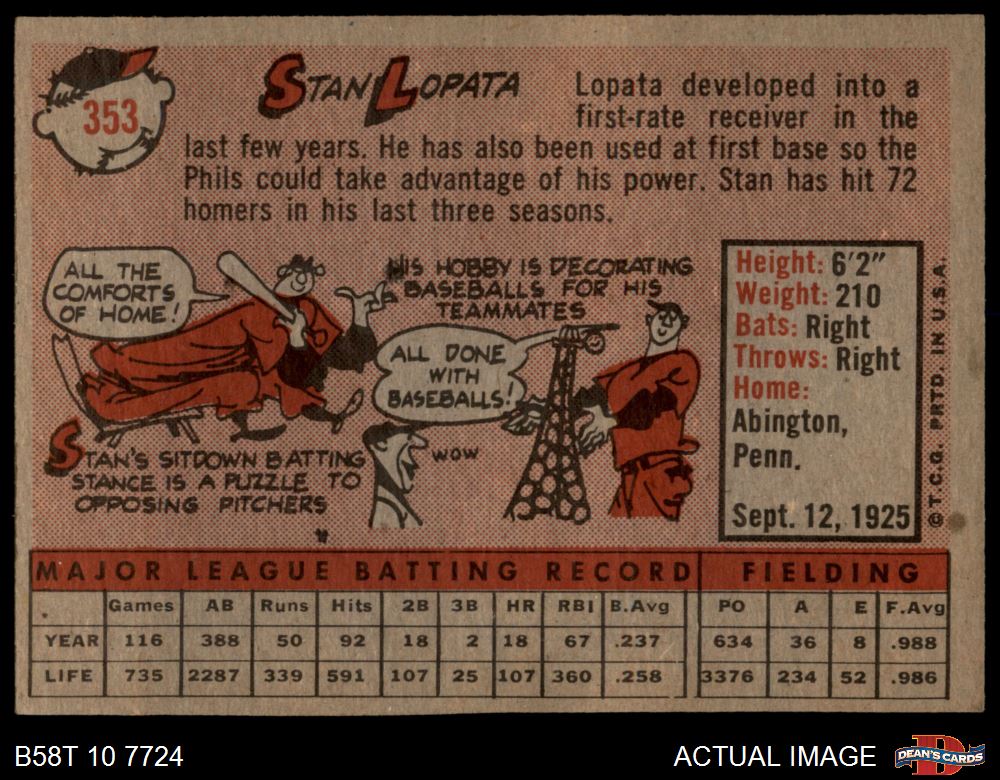 353
STAN LOPATA
Lopata developed into a
first-rate receiver in the
last few years. He has also been used at first base so the
Phils could take advantage of his power. Stan has hit 72
homers in his last three seasons.
ALL THE
COMFORTS
OF HOME!
STAN'S SITDOWN BATTING
STANCE IS A PUZZLE TO
OPPOSING PITCHERS
HIS HOBBY IS DECORATING
BASEBALLS FOR HIS
TEAMMATES
ALL DONE
WITH
BASEBALLS!
WOW
Height: 6'2"
Weight: 210
Bats: Right
Throws: Right
Home:
Abington,
Penn.
Sept. 12, 1925
©T.C.G. PRTD. IN U.S.A.
MAJOR LEAGUE BATTING RECORD FIELDING
Games AB Runs Hits 2B 3B HR RBI B.Avg PO A E F.Avg
YEAR 116 388 50 92 18 2 18 67 .237 634 36 8 .988
LIFE 735 2287 339 591 107 25 107 360 .258 3376 234 52 .986
B58T 10 7724
ACTUAL IMAGE
D
DEAN'S CARDS